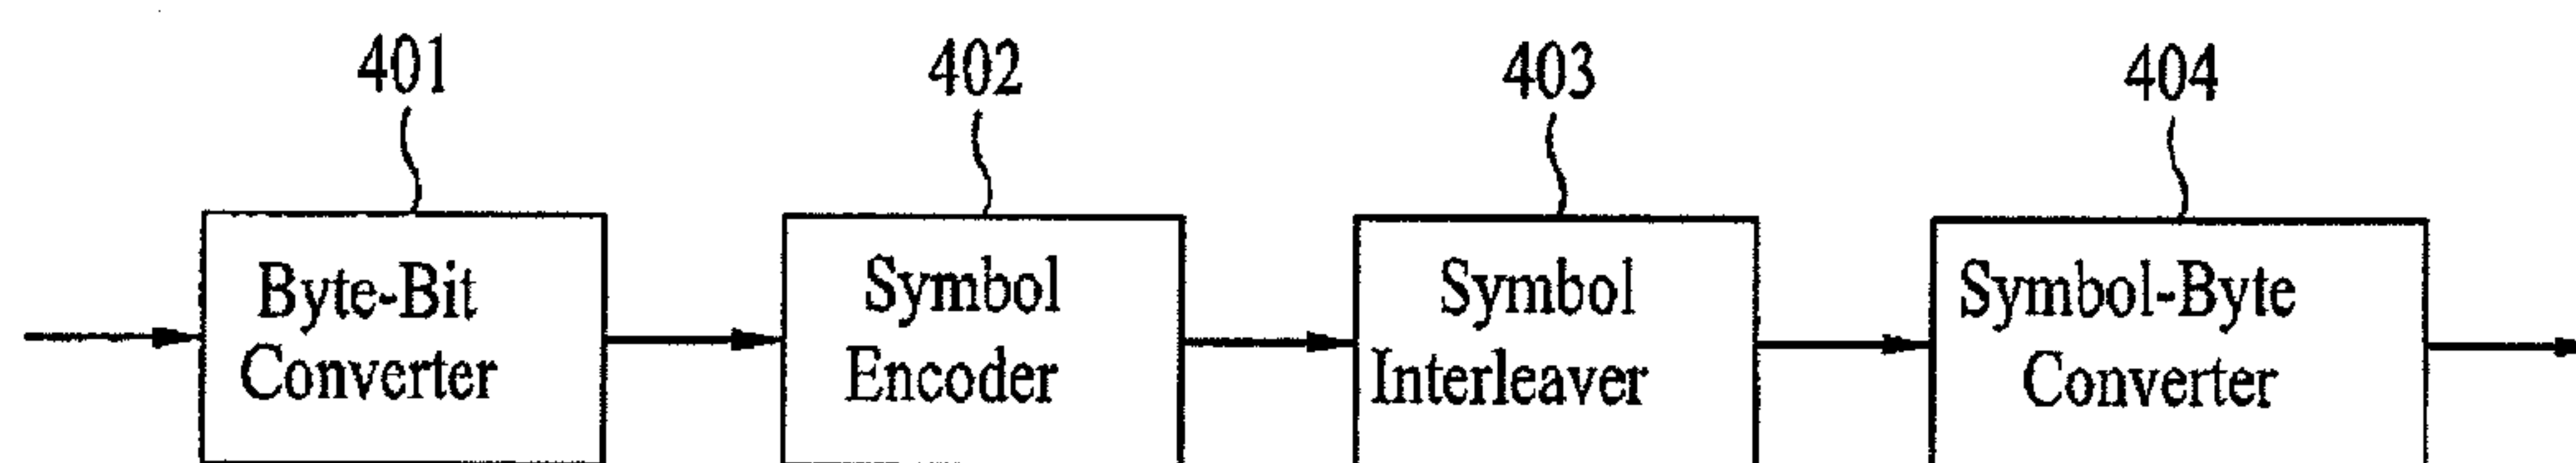 401
402
403
404
Byte-Bit
Converter
Symbol
Encoder
Symbol
Interleaver
Symbol-Byte
Converter